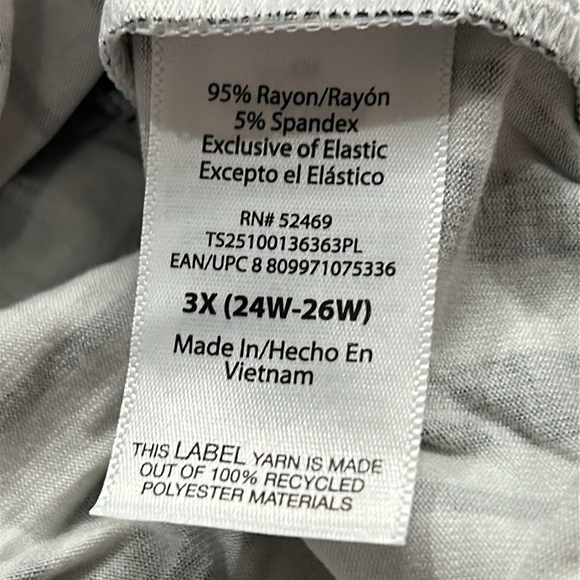 95% Rayon/Rayón
5% Spandex
Exclusive of Elastic
Excepto el Elástico
RN# 52469
TS25100136363PL
EAN/UPC 8 809971075336
3X (24W-26W)
Made In/Hecho En
Vietnam
THIS LABEL YARN IS MADE
OUT OF 100% RECYCLED
POLYESTER MATERIALS